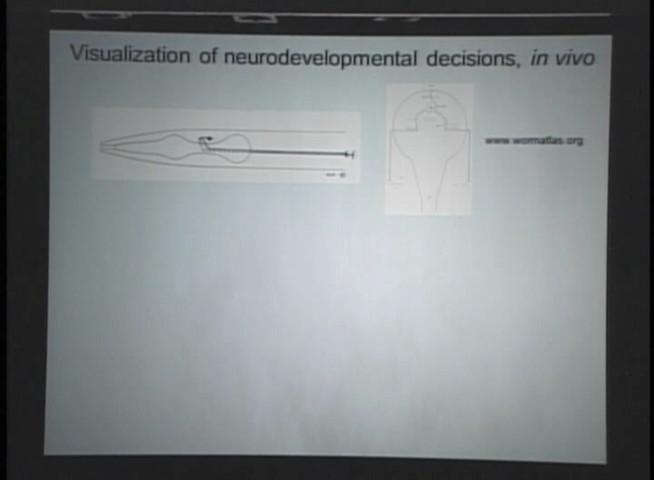 Visualization of neurodevelopmental decisions, in vivo
www.wormatlas.org